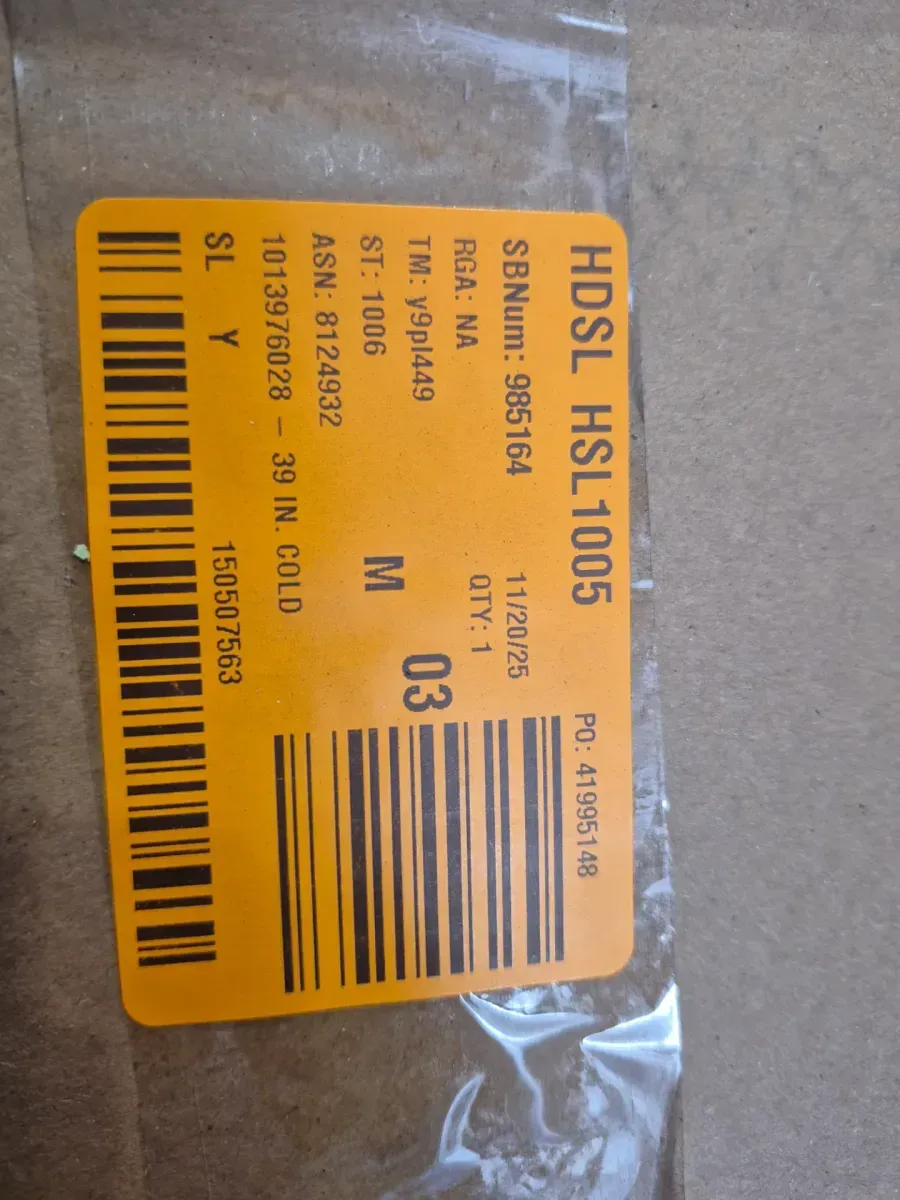 HDSL HSL1005
PO: 41995148
SBNum: 985164 11/20/25
RGA: NA QTY: 1
TM: y9pl449 03
ST: 1006 M
ASN: 8124932
1013976028 - 39 IN. COLD
SL Y 150507563